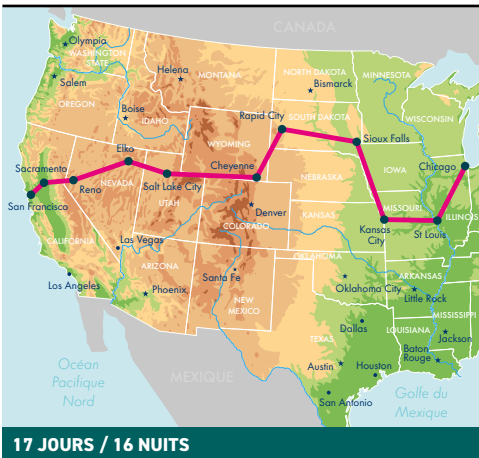 CANADA
Olympia
WASHINGTON
STATE
Salem
OREGON
Helena
MONTANA
NORTH DAKOTA
Bismarck
MINNESOTA
Boise
IDAHO
WYOMING
Rapid City
SOUTH DAKOTA
WISCONSIN
Sioux Falls
Elko
Cheyenne
Chicago
Sacramento
Reno
NEVADA
Salt Lake City
UTAH
NEBRASKA
IOWA
San Francisco
Denver
COLORADO
KANSAS
Kansas
City
MISSOURI
St Louis
ILLINOIS
CALIFORNIA
Las Vegas
Los Angeles
ARIZONA
Phoenix
Santa Fe
NEW
MEXICO
OKLAHOMA
Oklahoma City
ARKANSAS
Little Rock
MISSISSIPPI
Dallas
LOUISIANA
Jackson
TEXAS
Baton
Rouge
Austin
Houston
San Antonio
MEXIQUE
Océan
Pacifique
Nord
Golfe du
Mexique
17 JOURS / 16 NUITS